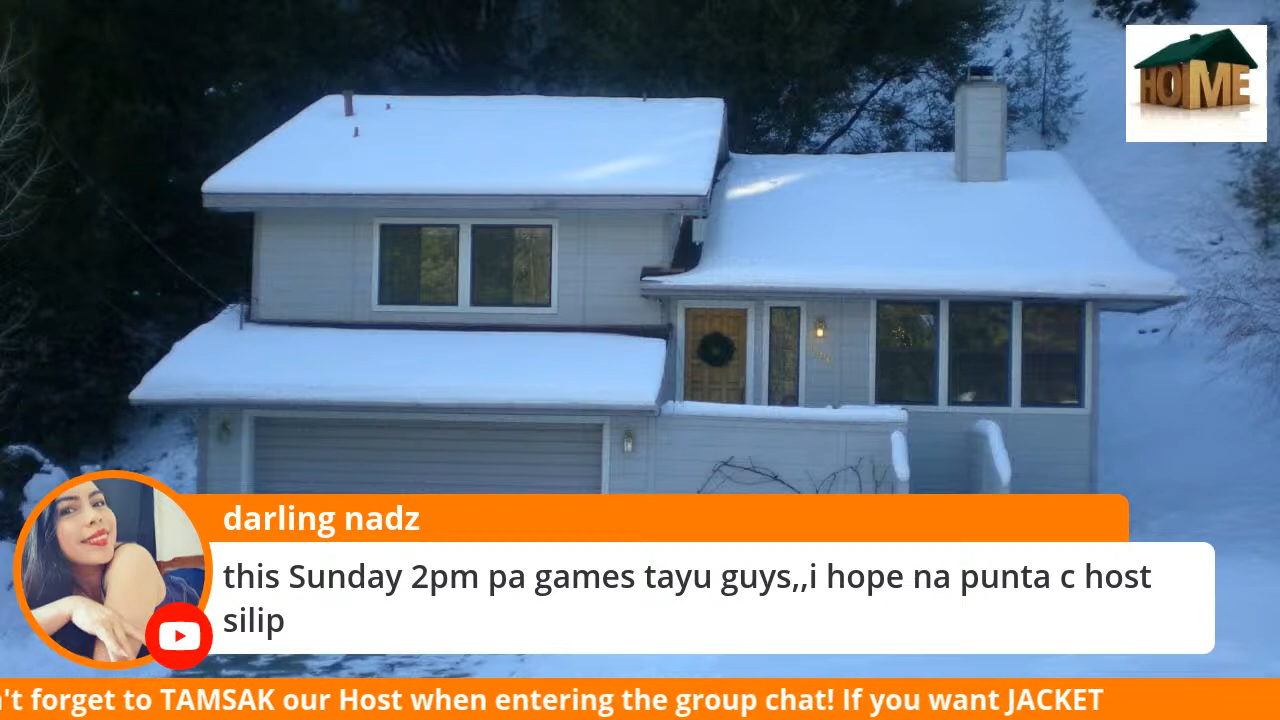 HOME
darling nadz
this Sunday 2pm pa games tayu guys,,i hope na punta c host
silip
't forget to TAMSAK our Host when entering the group chat! If you want JACKET